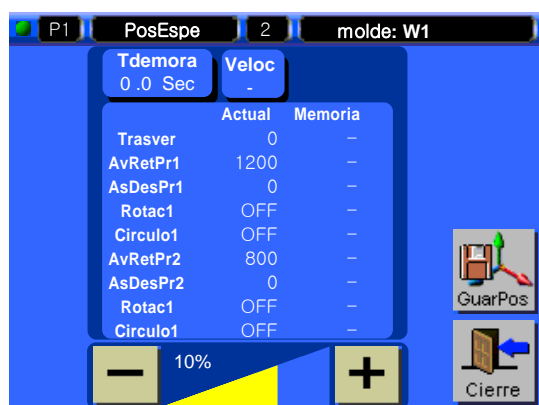 P1 PosEspe 2 molde: W1
Tdemora Veloc
0 .0 Sec -
Actual Memoria
Trasver 0 –
AvRetPr1 1200 –
AsDesPr1 0 –
Rotac1 OFF –
Circulo1 OFF –
AvRetPr2 800 –
AsDesPr2 0 –
Rotac1 OFF –
Circulo1 OFF –
GuarPos
10%
− +
Cierre